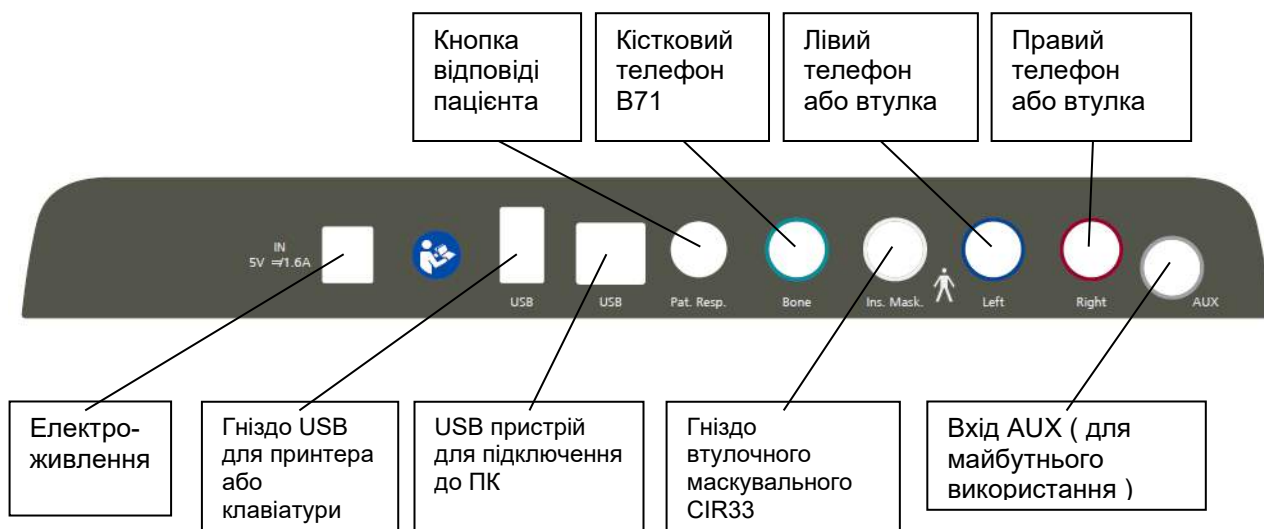 Кнопка
відповіді
пацієнта
Кістковий
телефон
B71
Лівий
телефон
або втулка
Правий
телефон
або втулка
IN
5V ⎓/1.6A
USB
USB
Pat. Resp.
Bone
Ins. Mask.
Left
Right
AUX
Електро-
живлення
Гніздо USB
для принтера
або
клавіатури
USB пристрій
для підключення
до ПК
Гніздо
втулочного
маскувального
CIR33
Вхід AUX ( для
майбутнього
використання )